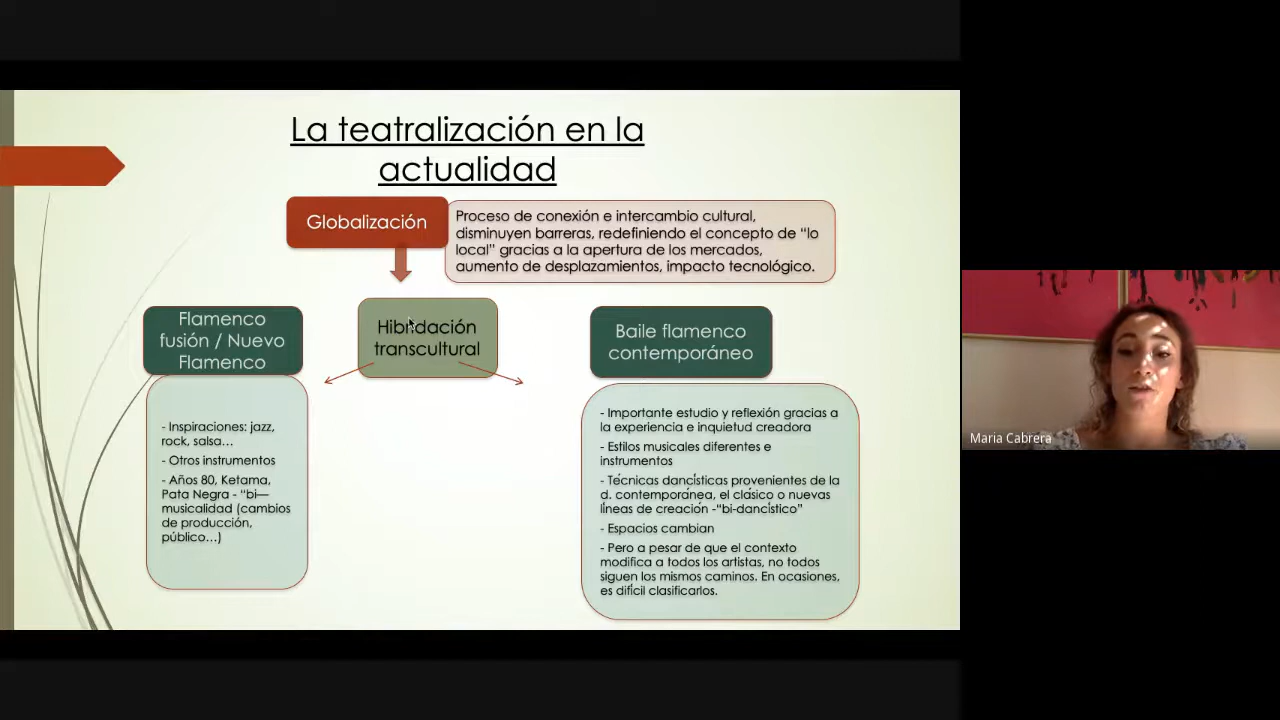 La teatralización en la
actualidad
Globalización
Proceso de conexión e intercambio cultural,
disminuyen barreras, redefiniendo el concepto de “lo
local” gracias a la apertura de los mercados,
aumento de desplazamientos, impacto tecnológico.
Flamenco
fusión / Nuevo
Flamenco
Hibridación
transcultural
Baile flamenco
contemporáneo
- Inspiraciones: jazz,
rock, salsa…
- Otros instrumentos
- Años 80, Ketama,
Pata Negra - “bi—
musicalidad (cambios
de producción,
público…)
- Importante estudio y reflexión gracias a
la experiencia e inquietud creadora
- Estilos musicales diferentes e
instrumentos
- Técnicas dancísticas provenientes de la
d. contemporánea, el clásico o nuevas
líneas de creación -“bi-dancístico”
- Espacios cambian
- Pero a pesar de que el contexto
modifica a todos los artistas, no todos
siguen los mismos caminos. En ocasiones,
es difícil clasificarlos.
Maria Cabrera